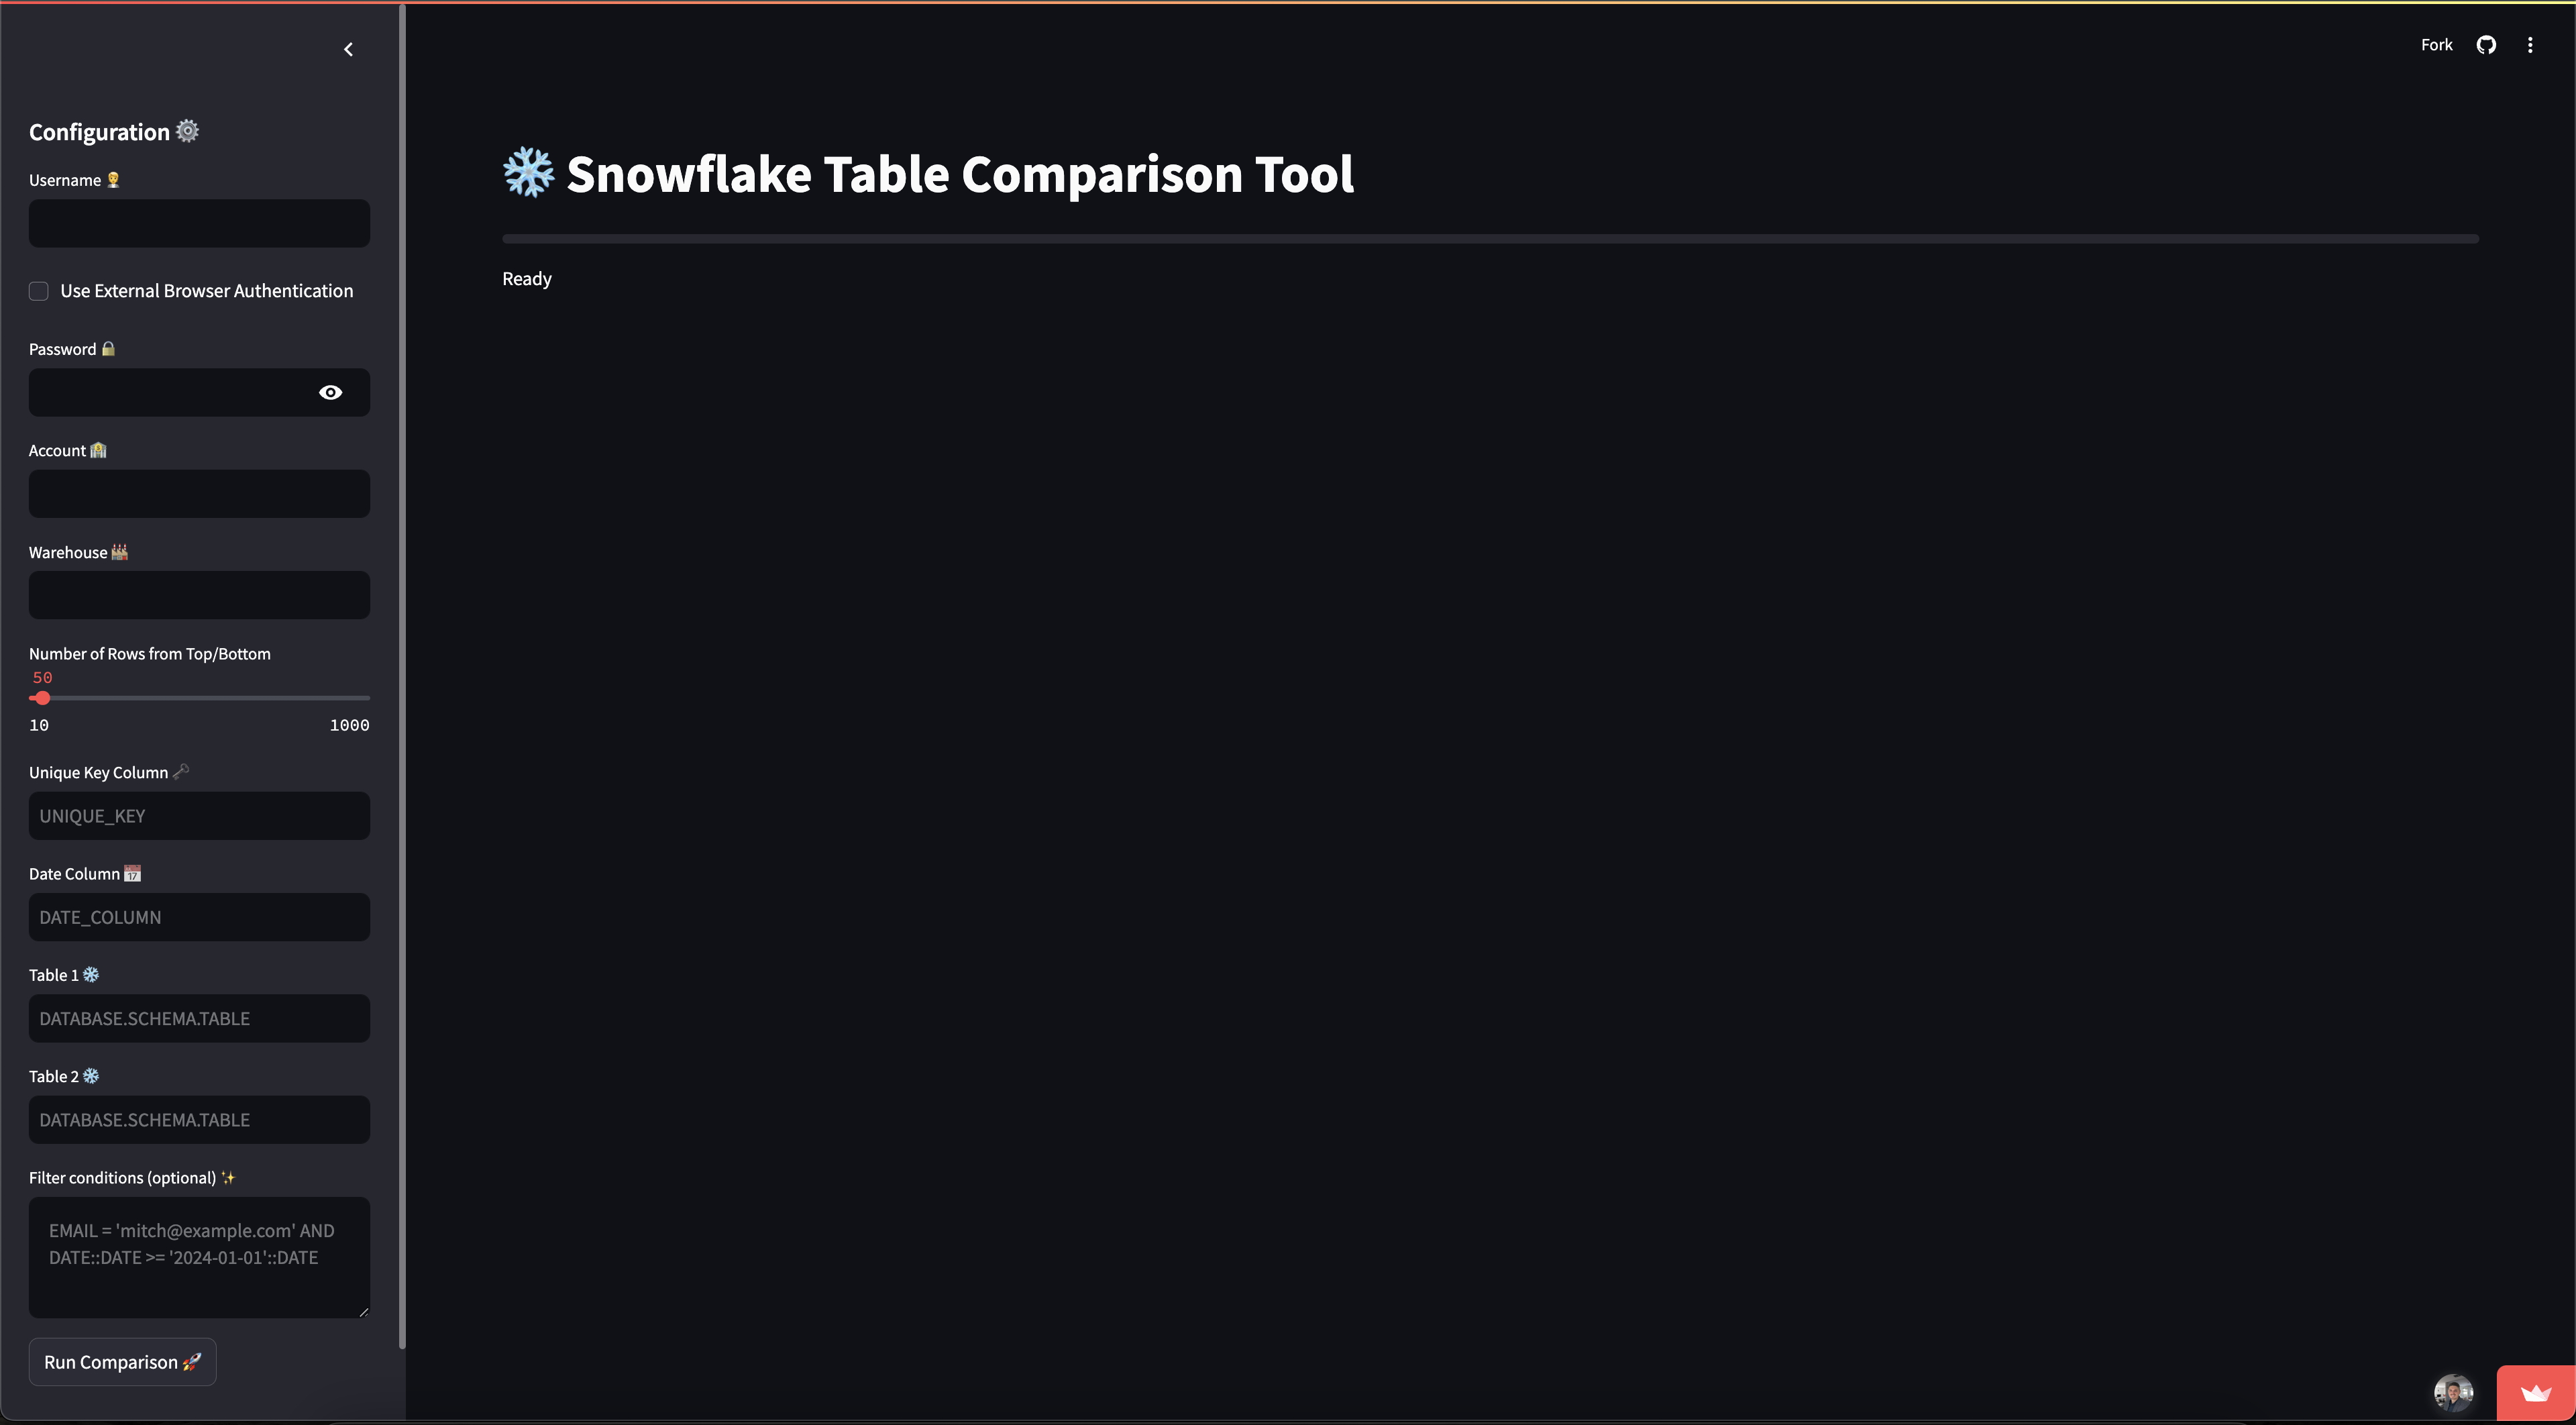 Fork
Configuration ⚙️
Username 🧑‍💼
Use External Browser Authentication
Password 🔒
Account 🏦
Warehouse 🏭
Number of Rows from Top/Bottom
50
10 1000
Unique Key Column 🗝️
UNIQUE_KEY
Date Column 📅
DATE_COLUMN
Table 1 ❄️
DATABASE.SCHEMA.TABLE
Table 2 ❄️
DATABASE.SCHEMA.TABLE
Filter conditions (optional) ✨
EMAIL = 'mitch@example.com' AND
DATE::DATE >= '2024-01-01'::DATE
Run Comparison 🚀
❄️ Snowflake Table Comparison Tool
Ready